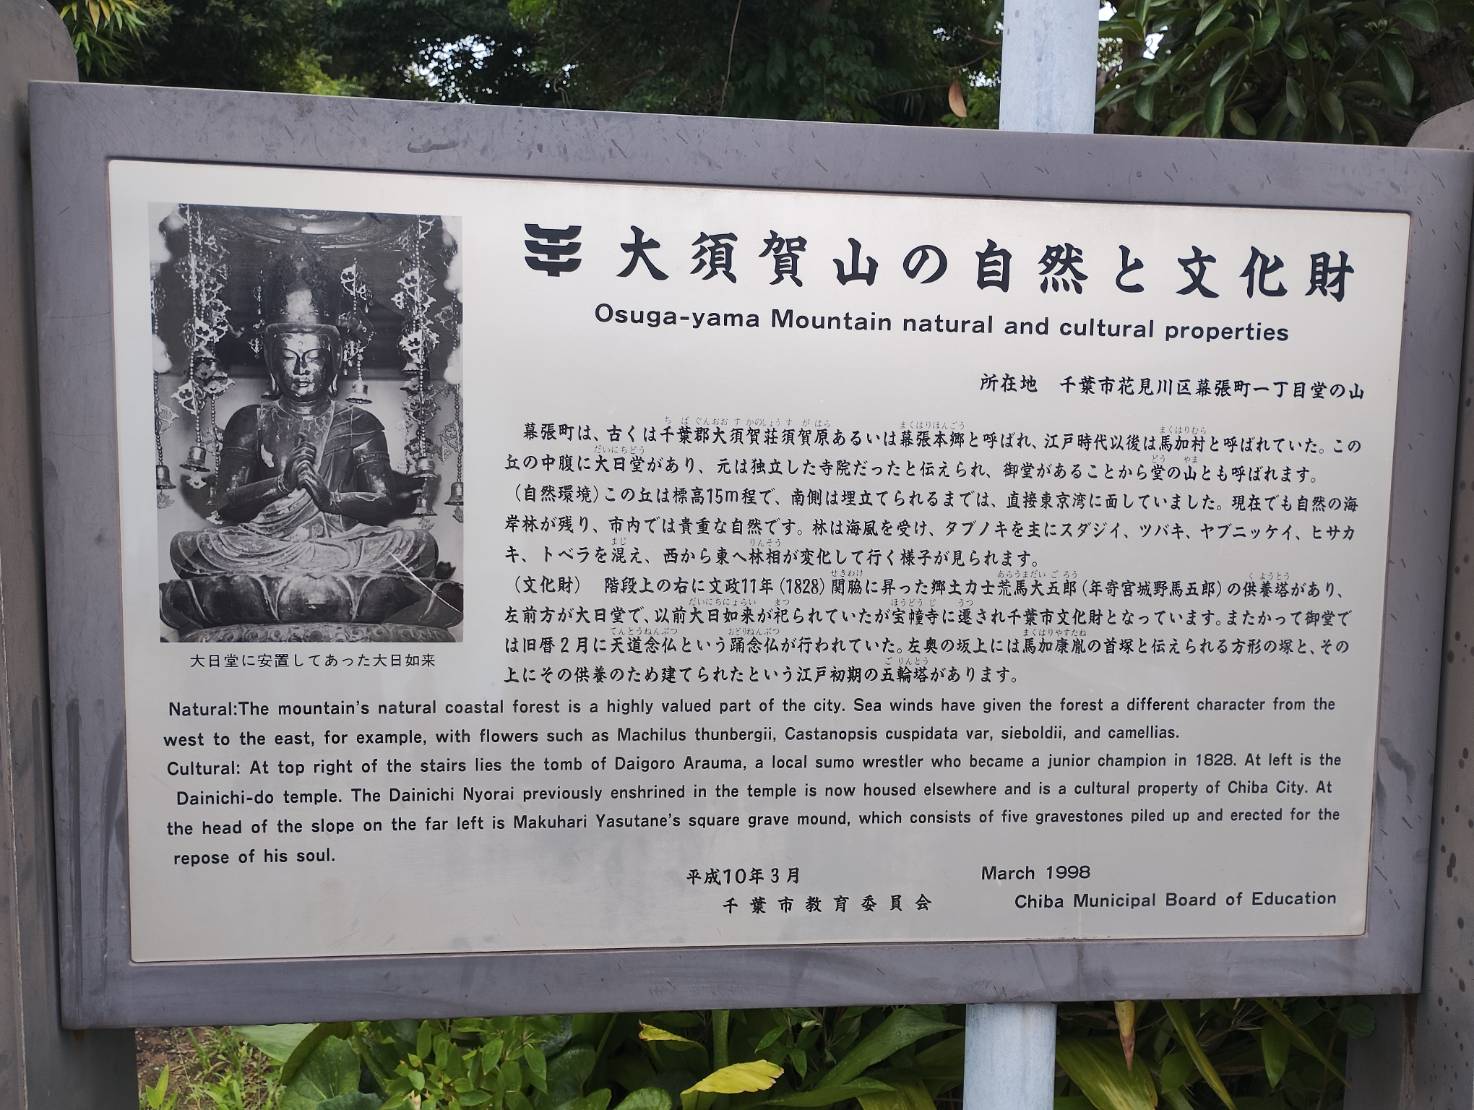 大須賀山の自然と文化財
Osuga-yama Mountain natural and cultural properties
所在地 千葉市花見川区幕張町一丁目堂の山
幕張町は、古くは千葉郡大須賀荘須賀原あるいは幕張本郷と呼ばれ、江戸時代以後は馬加村と呼ばれていた。この
丘の中腹に大日堂があり、元は独立した寺院だったと伝えられ、御堂があることから堂の山とも呼ばれます。
(自然環境)この丘は標高15m程で、南側は埋立てられるまでは、直接東京湾に面していました。現在でも自然の海
岸林が残り、市内では貴重な自然です。林は海風を受け、タブノキを主にスダジイ、ツバキ、ヤブニッケイ、ヒサカ
キ、トベラを混え、西から東へ林相が変化して行く様子が見られます。
(文化財) 階段上の右に文政11年(1828)関脇に昇った郷土力士荒馬大五郎(年寄宮城野馬五郎)の供養塔があり、
左前方が大日堂で、以前大日如来が祀られていたが宝幢寺に遷され千葉市文化財となっています。またかって御堂で
は旧暦2月に天道念仏という踊念仏が行われていた。左奥の坂上には馬加康胤の首塚と伝えられる方形の塚と、その
上にその供養のため建てられたという江戸初期の五輪塔があります。
大日堂に安置してあった大日如来
Natural:The mountain's natural coastal forest is a highly valued part of the city. Sea winds have given the forest a different character from the
west to the east, for example, with flowers such as Machilus thunbergii, Castanopsis cuspidata var, sieboldii, and camellias.
Cultural: At top right of the stairs lies the tomb of Daigoro Arauma, a local sumo wrestler who became a junior champion in 1828. At left is the
Dainichi-do temple. The Dainichi Nyorai previously enshrined in the temple is now housed elsewhere and is a cultural property of Chiba City. At
the head of the slope on the far left is Makuhari Yasutane's square grave mound, which consists of five gravestones piled up and erected for the
repose of his soul.
平成10年3月 March 1998
千葉市教育委員会 Chiba Municipal Board of Education